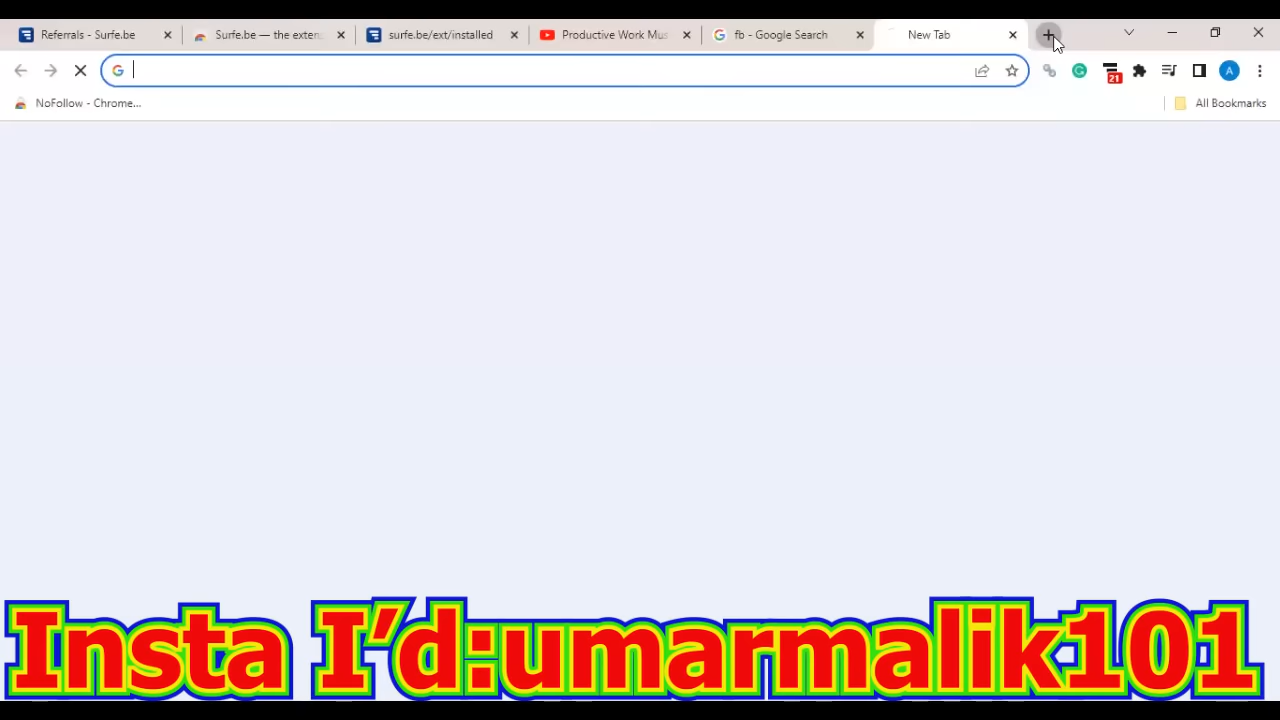 Referrals - Surfe.be
Surfe.be — the exten
surfe.be/ext/installed
Productive Work Mus
fb - Google Search
New Tab
21
A
NoFollow - Chrome...
All Bookmarks
Insta I’d:umarmalik101